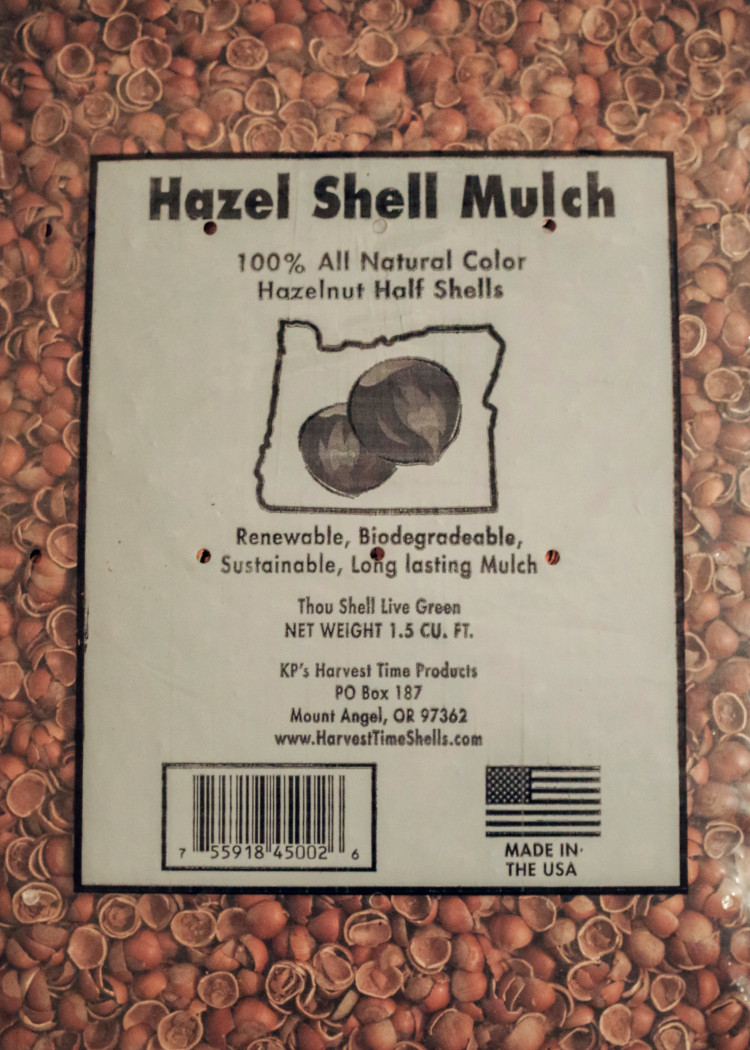 Hazel Shell Mulch
100% All Natural Color
Hazelnut Half Shells
Renewable, Biodegradeable,
Sustainable, Long lasting Mulch
Thou Shell Live Green
NET WEIGHT 1.5 CU. FT.
KP's Harvest Time Products
PO Box 187
Mount Angel, OR 97362
www.HarvestTimeShells.com
7 55918 45002 6
MADE IN
THE USA